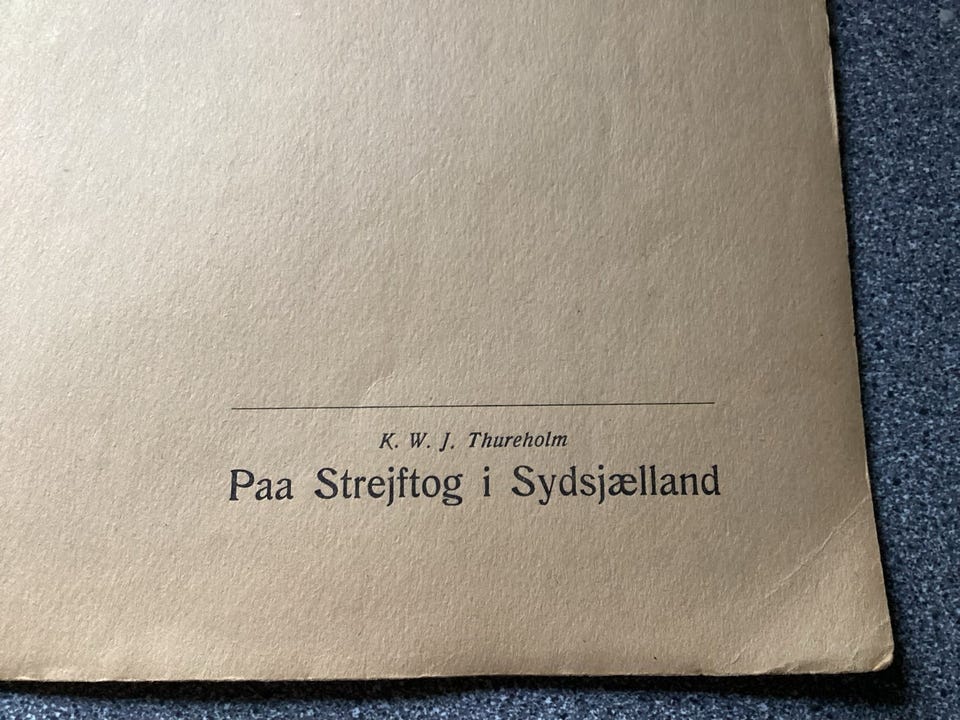 K. W. J. Thureholm
Paa Strejftog i Sydsjælland